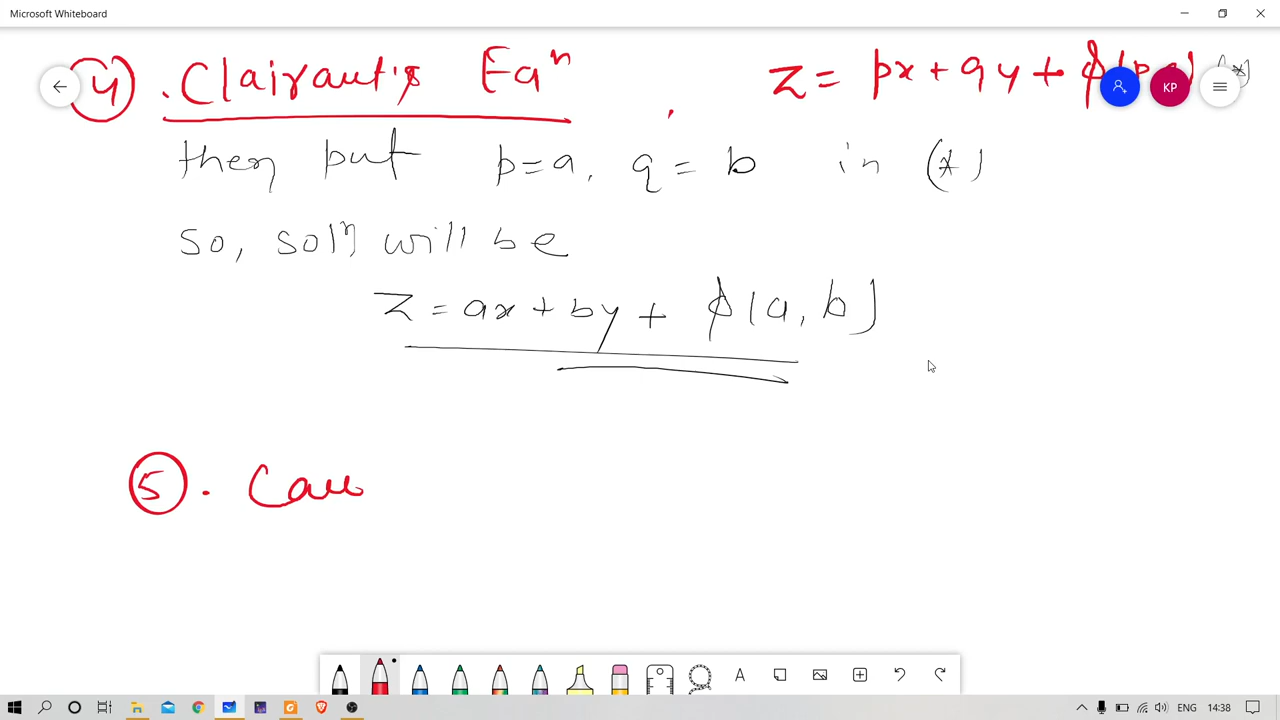 Microsoft Whiteboard
④ . Clairaut's Eqⁿ , z = px + qy + ϕ(p,q) (*)
KP
then put p=a, q = b in (*)
so, solⁿ will be
z = ax + by + ϕ(a, b)
⑤ . Cau
ENG 14:38